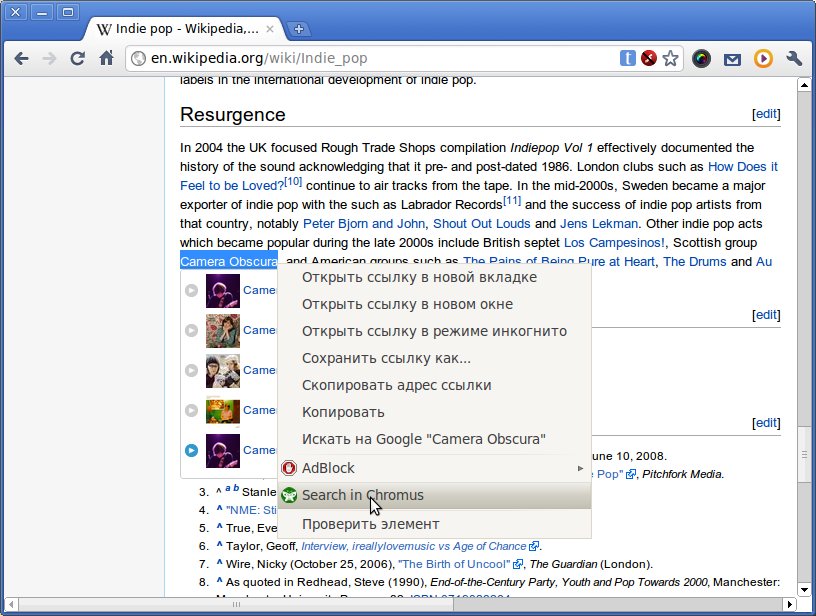 Indie pop - Wikipedia,...
en.wikipedia.org/wiki/Indie_pop
labels in the international development of indie pop.
Resurgence [edit]
In 2004 the UK focused Rough Trade Shops compilation Indiepop Vol 1 effectively documented the
history of the sound acknowledging that it pre- and post-dated 1986. London clubs such as How Does it
Feel to be Loved?[10] continue to air tracks from the tape. In the mid-2000s, Sweden became a major
exporter of indie pop with the such as Labrador Records[11] and the success of indie pop artists from
that country, notably Peter Bjorn and John, Shout Out Louds and Jens Lekman. Other indie pop acts
which became popular during the late 2000s include British septet Los Campesinos!, Scottish group
Camera Obscura, and American groups such as The Pains of Being Pure at Heart, The Drums and Au
Открыть ссылку в новой вкладке
Camer
Открыть ссылку в новом окне
[edit]
Camer
Открыть ссылку в режиме инкогнито
Сохранить ссылку как...
Camer
Скопировать адрес ссылки
Camer
Копировать
[edit]
Искать на Google "Camera Obscura"
Camer
une 10, 2008.
AdBlock
e Pop", Pitchfork Media.
3. ^ a b Stanle
Search in Chromus
4. ^ "NME: Sti
5. ^ True, Eve
Проверить элемент
6. ^ Taylor, Geoff, Interview, ireallylovemusic vs Age of Chance.
7. ^ Wire, Nicky (October 25, 2006), "The Birth of Uncool", The Guardian (London).
8. ^ As quoted in Redhead, Steve (1990), End-of-the-Century Party, Youth and Pop Towards 2000, Manchester: